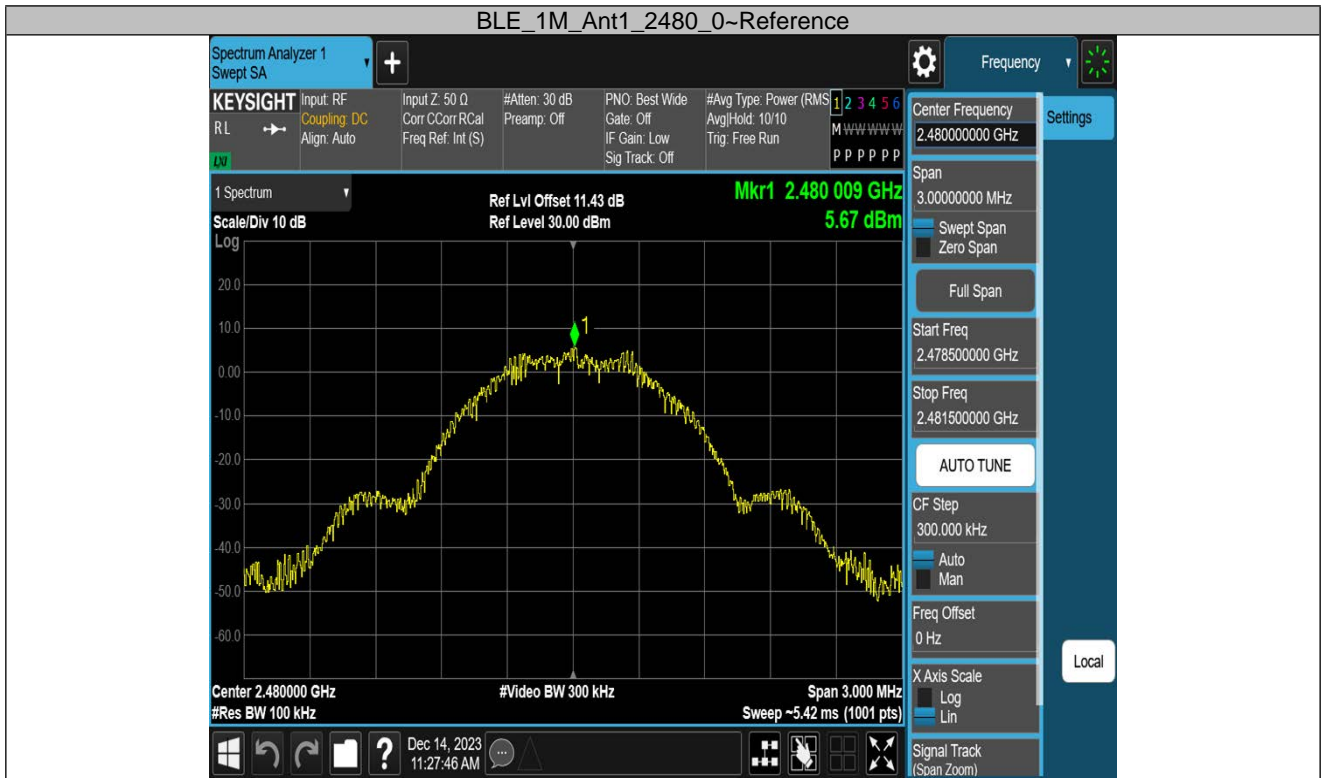 BLE_1M_Ant1_2480_0~Reference
Spectrum Analyzer 1
Swept SA
+
Frequency
KEYSIGHT
RL
LXI
Input: RF
Coupling: DC
Align: Auto
Input Z: 50 Ω
Corr CCorr RCal
Freq Ref: Int (S)
#Atten: 30 dB
Preamp: Off
PNO: Best Wide
Gate: Off
IF Gain: Low
Sig Track: Off
#Avg Type: Power (RMS
Avg|Hold: 10/10
Trig: Free Run
1 2 3 4 5 6
M W W W W W
P P P P P P
1 Spectrum
Scale/Div 10 dB
Log
Ref Lvl Offset 11.43 dB
Ref Level 30.00 dBm
Mkr1 2.480 009 GHz
5.67 dBm
20.0
10.0
0.00
-10.0
-20.0
-30.0
-40.0
-50.0
-60.0
1
Center 2.480000 GHz
#Video BW 300 kHz
Span 3.000 MHz
#Res BW 100 kHz
Sweep ~5.42 ms (1001 pts)
Center Frequency
2.480000000 GHz
Settings
Span
3.00000000 MHz
Swept Span
Zero Span
Full Span
Start Freq
2.478500000 GHz
Stop Freq
2.481500000 GHz
AUTO TUNE
CF Step
300.000 kHz
Auto
Man
Freq Offset
0 Hz
X Axis Scale
Log
Lin
Local
Signal Track
(Span Zoom)
?
Dec 14, 2023
11:27:46 AM